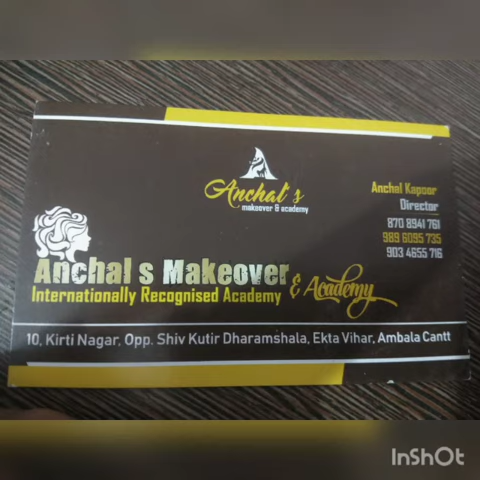 Anchal's
makeover & academy
Anchal Kapoor
Director
870 8941 761
989 6095 735
903 4655 716
Anchal s Makeover
& Academy
Internationally Recognised Academy
10, Kirti Nagar, Opp. Shiv Kutir Dharamshala, Ekta Vihar, Ambala Cantt
InShOt